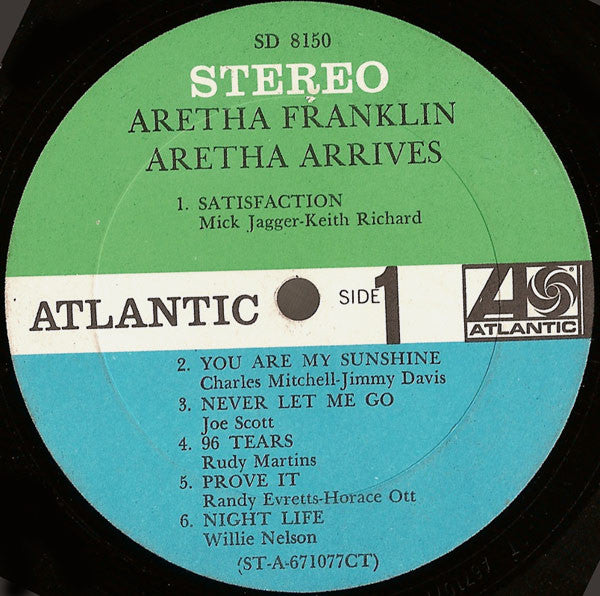 SD 8150
STEREO
ARETHA FRANKLIN
ARETHA ARRIVES
1. SATISFACTION
Mick Jagger-Keith Richard
ATLANTIC
SIDE 1
ATLANTIC
2. YOU ARE MY SUNSHINE
Charles Mitchell-Jimmy Davis
3. NEVER LET ME GO
Joe Scott
4. 96 TEARS
Rudy Martins
5. PROVE IT
Randy Evretts-Horace Ott
6. NIGHT LIFE
Willie Nelson
(ST-A-671077CT)